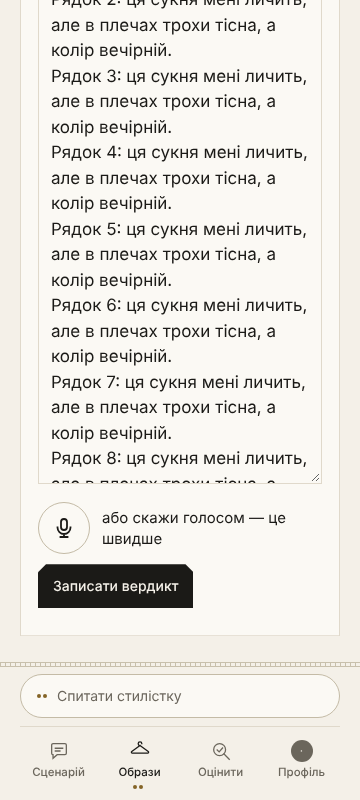 Рядок 2: ця сукня мені личить,
але в плечах трохи тісна, а
колір вечірній.
Рядок 3: ця сукня мені личить,
але в плечах трохи тісна, а
колір вечірній.
Рядок 4: ця сукня мені личить,
але в плечах трохи тісна, а
колір вечірній.
Рядок 5: ця сукня мені личить,
але в плечах трохи тісна, а
колір вечірній.
Рядок 6: ця сукня мені личить,
але в плечах трохи тісна, а
колір вечірній.
Рядок 7: ця сукня мені личить,
але в плечах трохи тісна, а
колір вечірній.
Рядок 8: ця сукня мені личить,
або скажи голосом — це
швидше
Записати вердикт
Спитати стилістку
Сценарій
Образи
Оцінити
Профіль